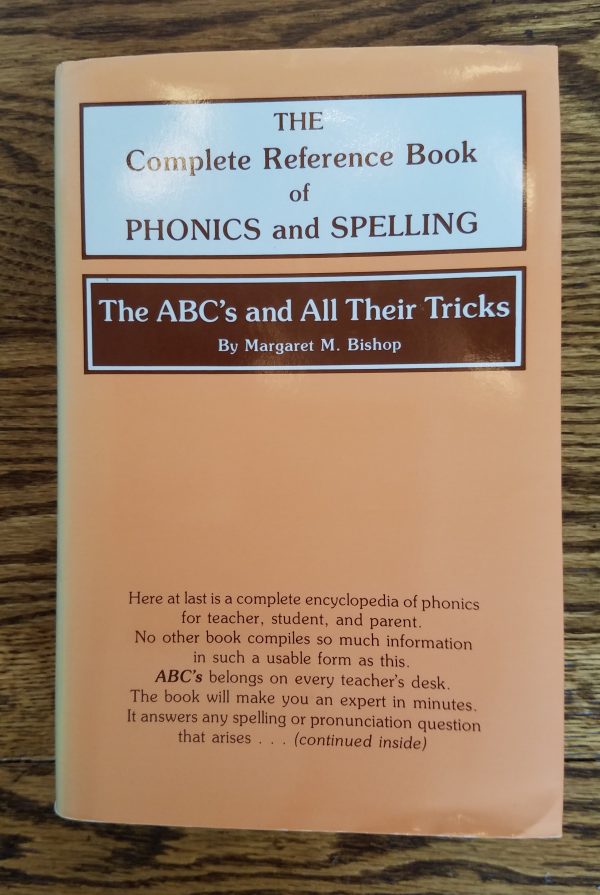 THE
Complete Reference Book
of
PHONICS and SPELLING
The ABC's and All Their Tricks
By Margaret M. Bishop
Here at last is a complete encyclopedia of phonics
for teacher, student, and parent.
No other book compiles so much information
in such a usable form as this.
ABC's belongs on every teacher's desk.
The book will make you an expert in minutes.
It answers any spelling or pronunciation question
that arises . . . (continued inside)